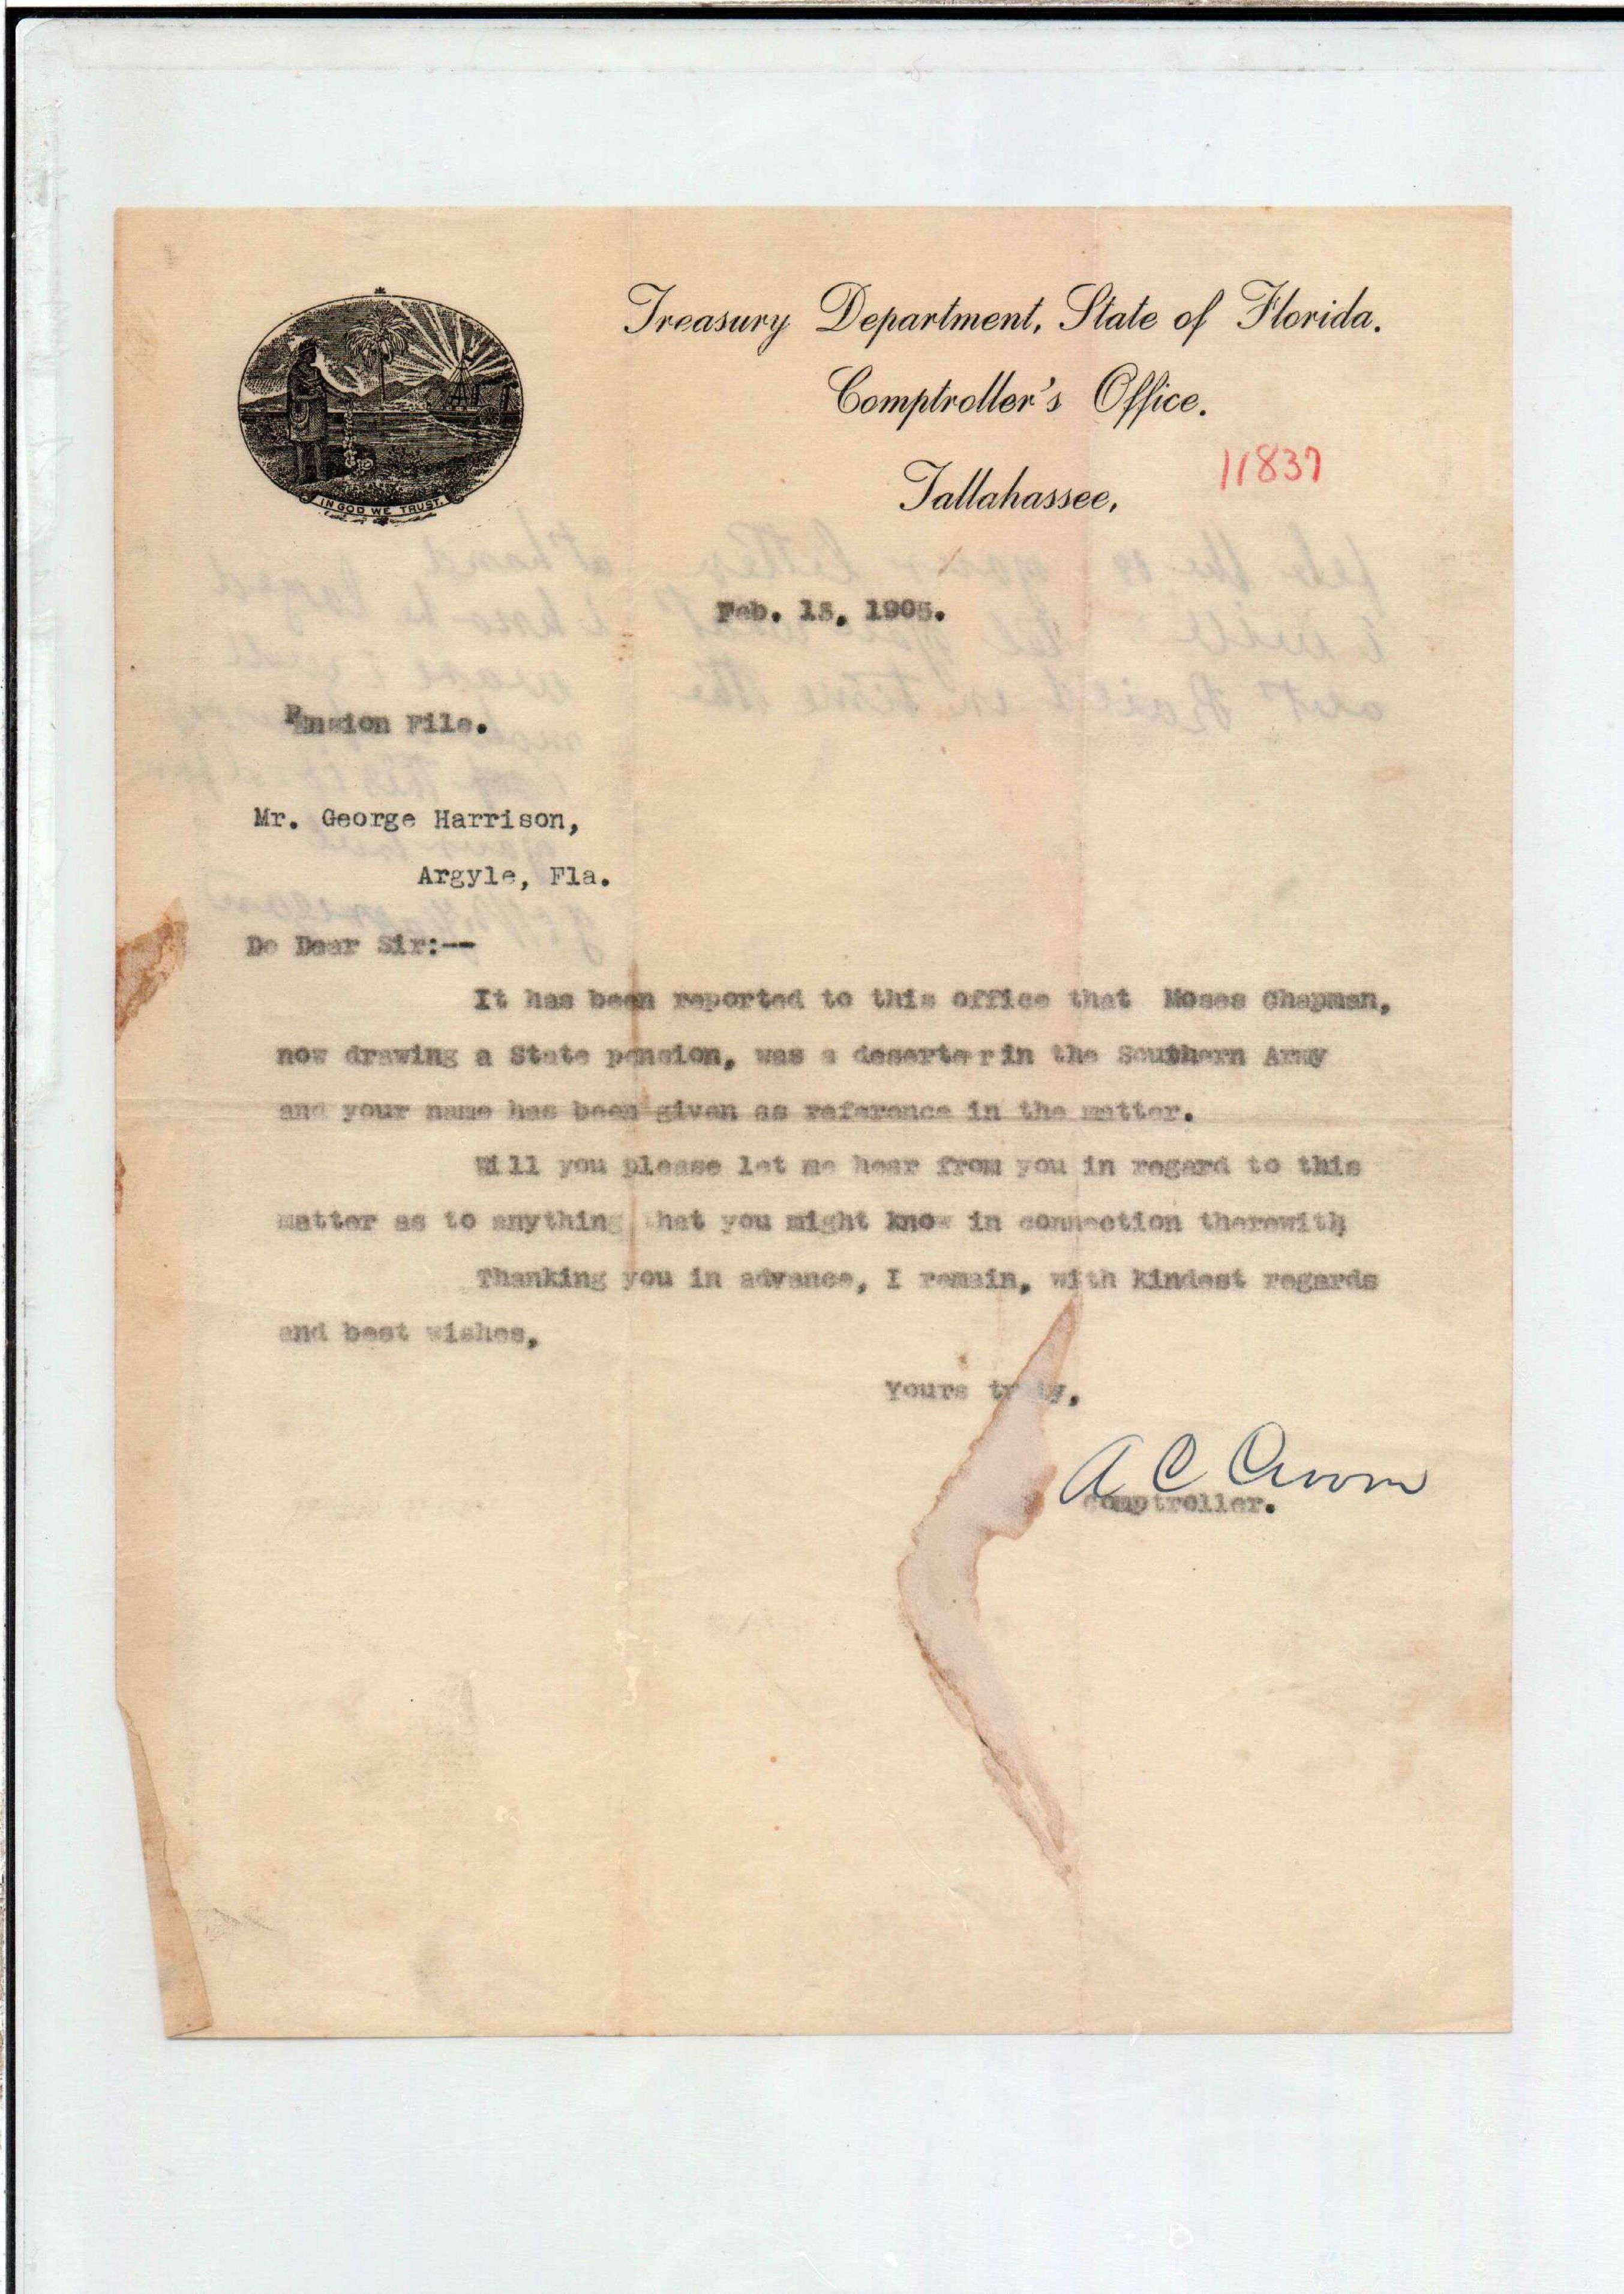 Treasury Department, State of Florida.
Comptroller's Office.
11837
Tallahassee,
IN GOD WE TRUST.
Feb. 13, 1905.
Pension File.
Mr. George Harrison,
Argyle, Fla.
De Dear Sir:--
It has been reported to this office that Moses Chapman,
now drawing a State pension, was a deserter in the Southern Army
and your name has been given as reference in the matter.
Will you please let me hear from you in regard to this
matter as to anything that you might know in connection therewith
Thanking you in advance, I remain, with kindest regards
and best wishes,
Yours truly,
A C Croom
Comptroller.